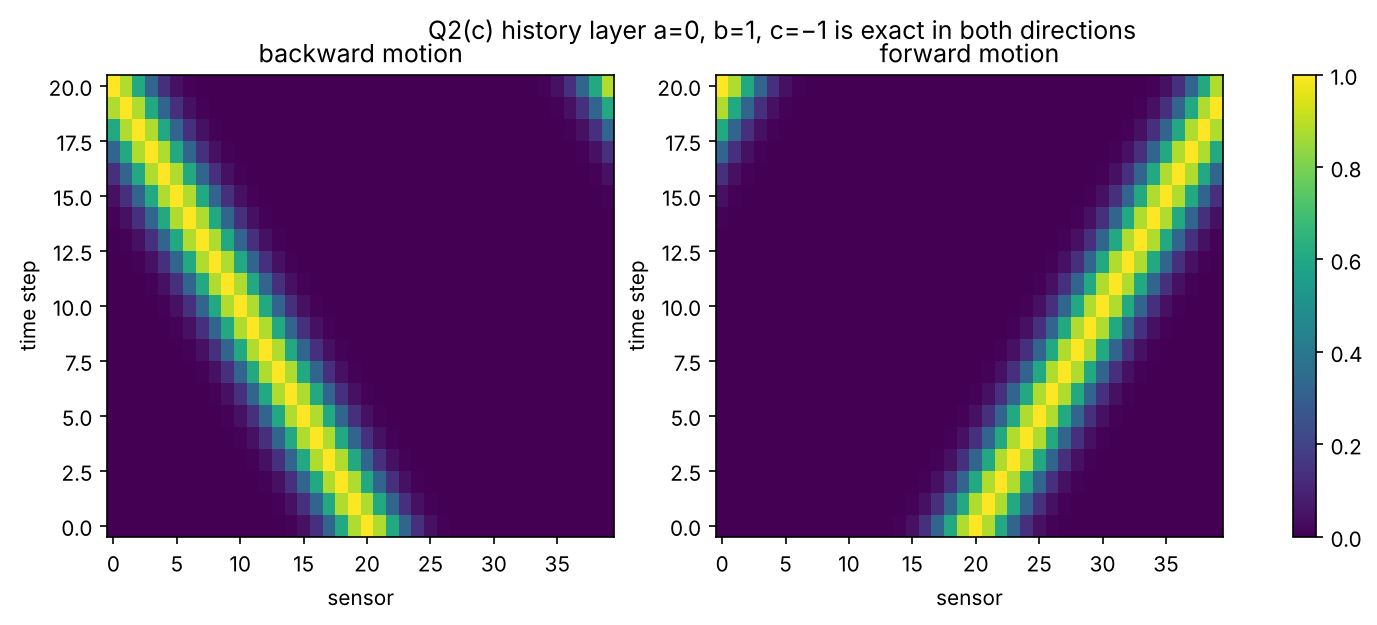 Q2(c) history layer a=0, b=1, c=−1 is exact in both directions
backward motion
forward motion
20.0
17.5
15.0
12.5
10.0
7.5
5.0
2.5
0.0
time step
0 5 10 15 20 25 30 35
sensor
20.0
17.5
15.0
12.5
10.0
7.5
5.0
2.5
0.0
time step
0 5 10 15 20 25 30 35
sensor
1.0
0.8
0.6
0.4
0.2
0.0